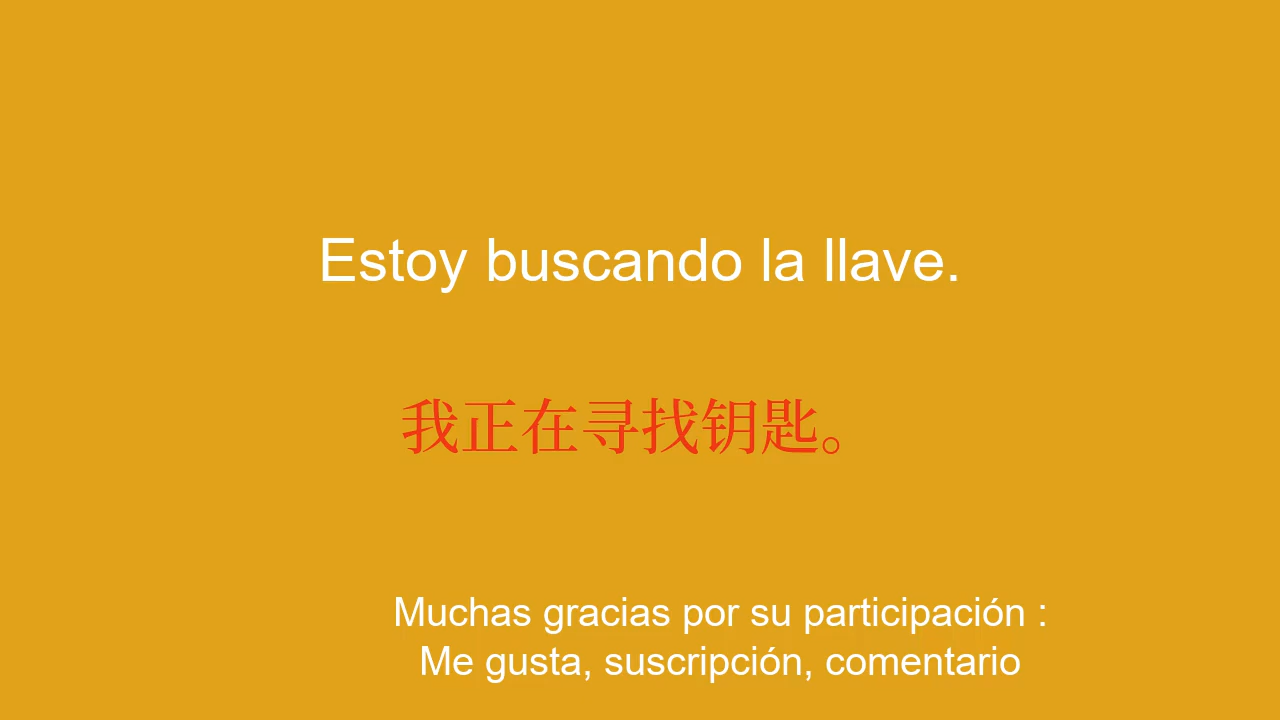 Estoy buscando la llave.
我正在寻找钥匙。
Muchas gracias por su participación :
Me gusta, suscripción, comentario